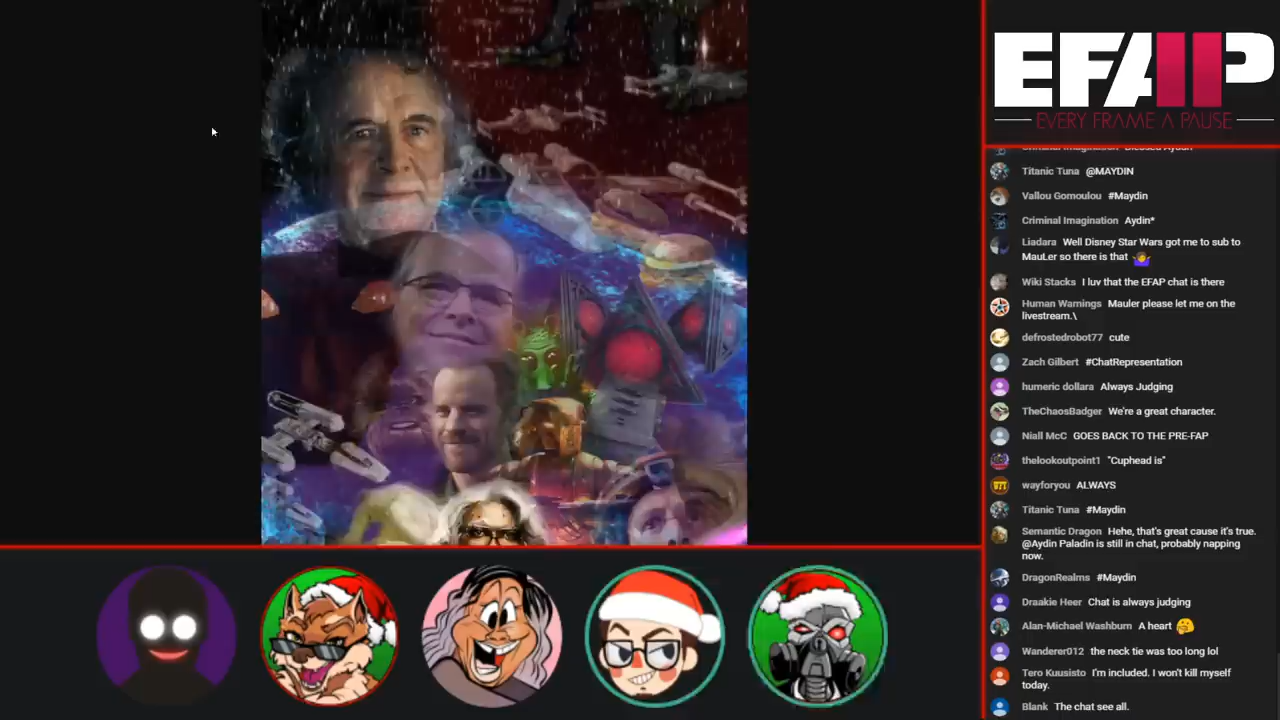 EFAP
EVERY FRAME A PAUSE
Titanic Tuna @MAYDIN
Vallou Gomoulou #Maydin
Criminal Imagination Aydin*
Liadara Well Disney Star Wars got me to sub to
MauLer so there is that
Wiki Stacks I luv that the EFAP chat is there
Human Warnings Mauler please let me on the
livestream.\
defrostedrobot77 cute
Zach Gilbert #ChatRepresentation
humeric dollara Always Judging
TheChaosBadger We're a great character.
Niall McC GOES BACK TO THE PRE-FAP
thelookoutpoint1 "Cuphead is"
wayforyou ALWAYS
Titanic Tuna #Maydin
Semantic Dragon Hehe, that's great cause it's true.
@Aydin Paladin is still in chat, probably napping
now.
DragonRealms #Maydin
Draakie Heer Chat is always judging
Alan-Michael Washburn A heart
Wanderer012 the neck tie was too long lol
Tero Kuusisto I'm included. I won't kill myself
today.
Blank The chat see all.